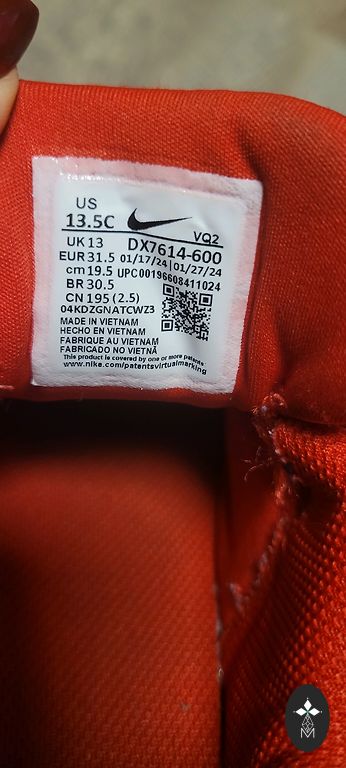 US
13.5C VQ2
UK 13 DX7614-600
EUR 31.5 01/17/24 | 01/27/24
cm 19.5 UPC00196608411024
BR 30.5
CN 195 (2.5)
04KDZGNATCWZ3
MADE IN VIETNAM
HECHO EN VIETNAM
FABRIQUE AU VIETNAM
FABRICADO NO VIETNÃ
This product is covered by one or more patents
www.nike.com/patentsvirtualmarking
M